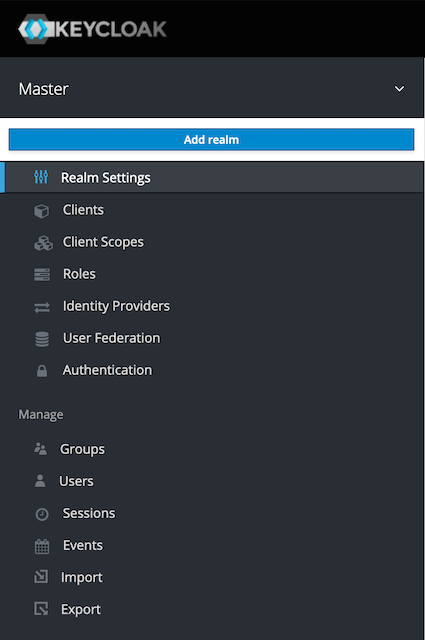 KEYCLOAK
Master
Add realm
Realm Settings
Clients
Client Scopes
Roles
Identity Providers
User Federation
Authentication
Manage
Groups
Users
Sessions
Events
Import
Export